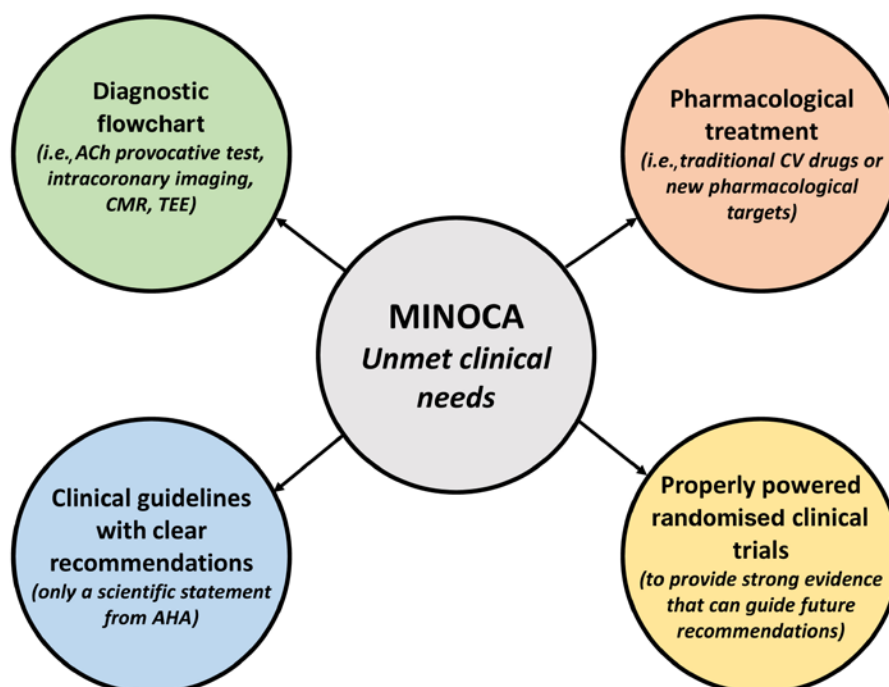 Diagnostic
flowchart
(i.e., ACh provocative test,
intracoronary imaging,
CMR, TEE)
Pharmacological
treatment
(i.e., traditional CV drugs or
new pharmacological
targets)
MINOCA
Unmet clinical
needs
Clinical guidelines
with clear
recommendations
(only a scientific statement
from AHA)
Properly powered
randomised clinical
trials
(to provide strong evidence
that can guide future
recommendations)